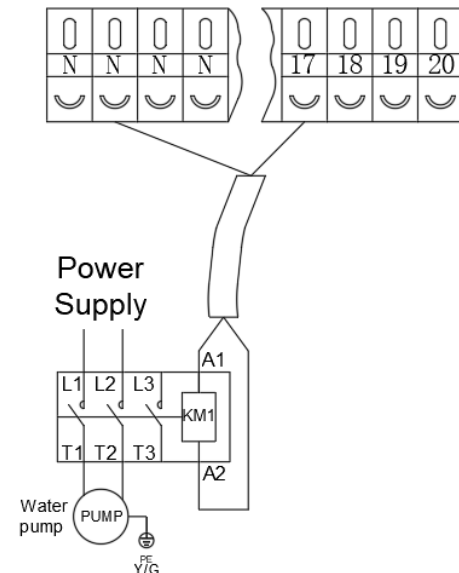 N N N N 17 18 19 20
Power
Supply
A1
L1 L2 L3
KM1
T1 T2 T3
A2
Water
pump
PUMP
PE
Y/G